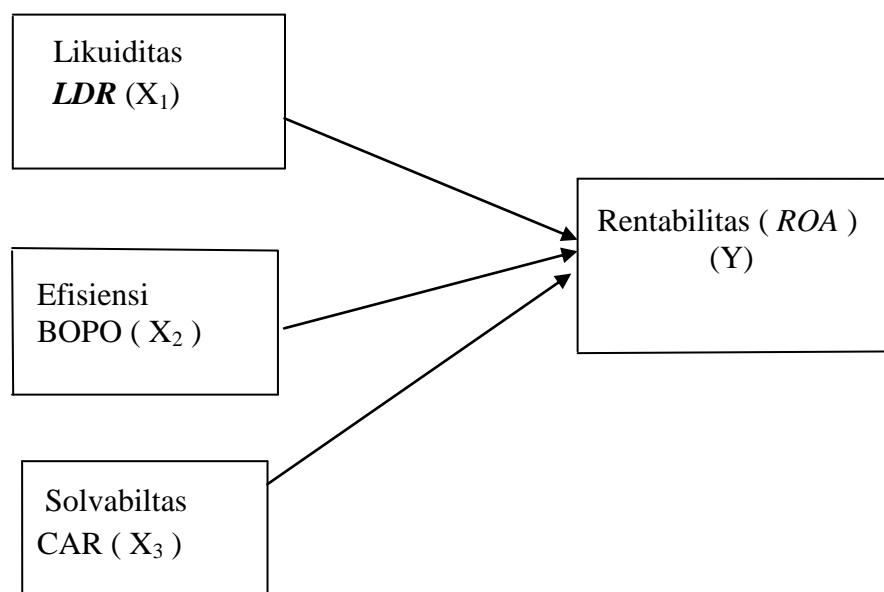 Likuiditas
LDR (X₁)
Rentabilitas ( ROA )
(Y)
Efisiensi
BOPO ( X₂ )
Solvabiltas
CAR ( X₃ )